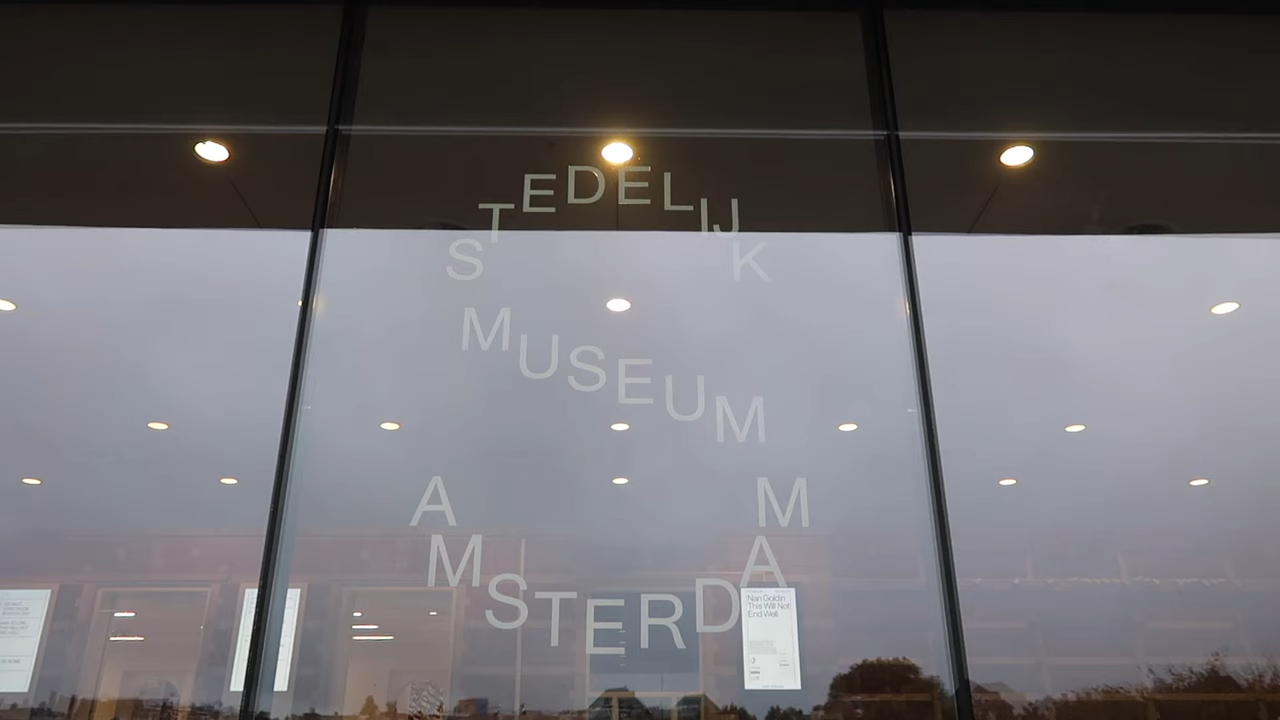 STEDELIJK
MUSEUM
AMSTERDAM
Nan Goldin
This Will Not
End Well